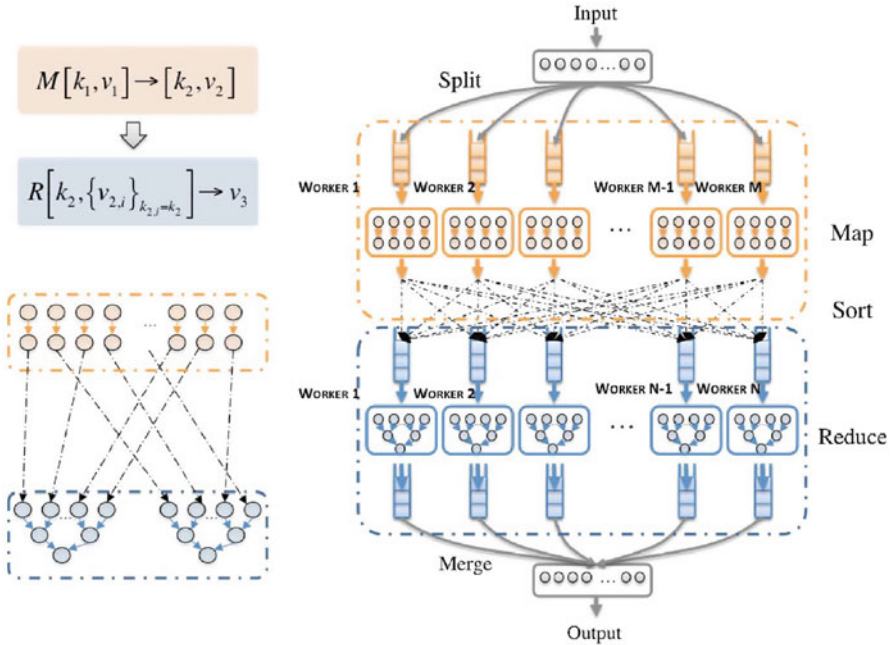 M[k₁,v₁]→[k₂,v₂]
R[k₂,{v₂,ᵢ}ₖ₂,ⱼ₌ₖ₂]→v₃
...
Input
... 
Split
WORKER 1 WORKER 2 WORKER M-1 WORKER M
...
Map
Sort
WORKER 1 WORKER 2 WORKER N-1 WORKER N
...
Reduce
Merge
...
Output